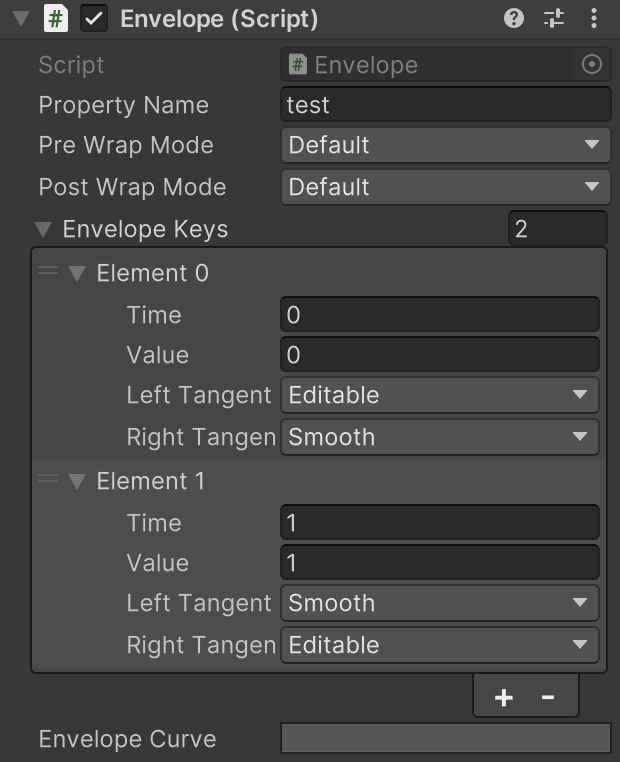 # Envelope (Script)
Script # Envelope
Property Name test
Pre Wrap Mode Default
Post Wrap Mode Default
Envelope Keys 2
Element 0
Time 0
Value 0
Left Tangent Editable
Right Tangen Smooth
Element 1
Time 1
Value 1
Left Tangent Smooth
Right Tangen Editable
+ -
Envelope Curve